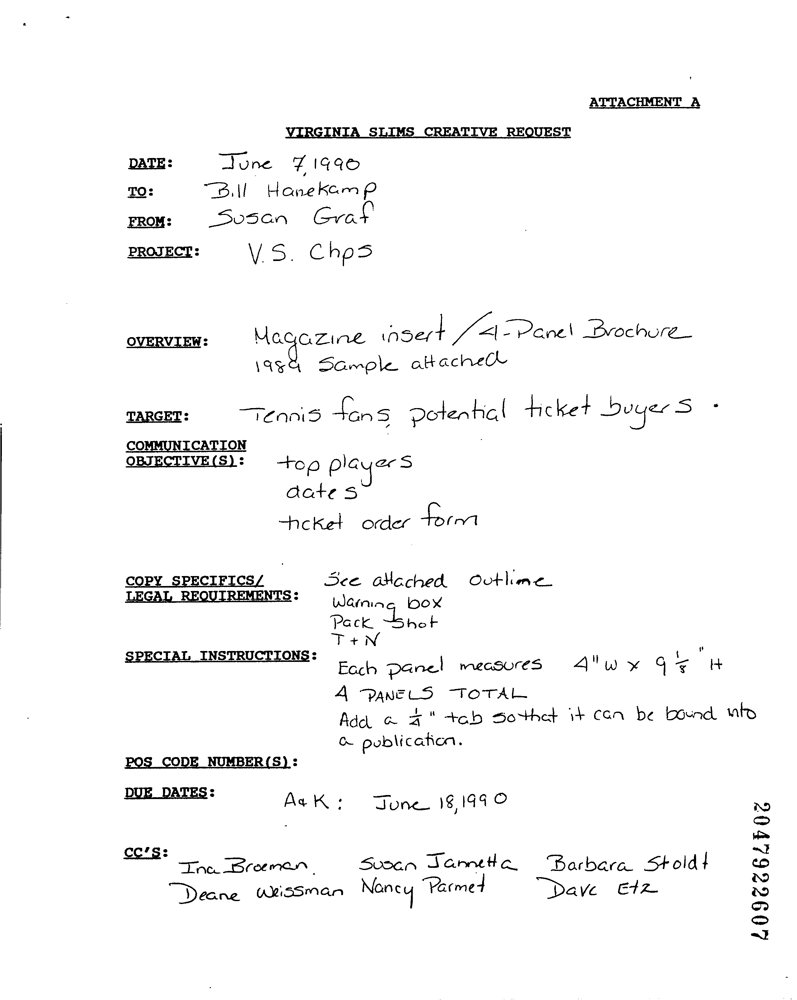 ATTACHMENT A
VIRGINIA SLIMS CREATIVE REQUEST
DATE: June 7, 1990
TO: Bill Hanekamp
FROM: Susan Graf
PROJECT: V.S. Chps
OVERVIEW: Magazine insert / 4-Panel Brochure
1989 Sample attached
TARGET: Tennis fans, potential ticket buyers.
COMMUNICATION
OBJECTIVE(S): top players
dates
ticket order form
COPY SPECIFICS/ See attached outline
LEGAL REQUIREMENTS: Warning box
Pack shot
T + N
SPECIAL INSTRUCTIONS: Each panel measures 4" W x 9 1/8" H
4 PANELS TOTAL
Add a 1/4" tab so that it can be bound into
a publication.
POS CODE NUMBER(S):
DUE DATES: A&K: June 18, 1990
CC'S: Ina Broeman Susan Jannetta Barbara Stoldt
Deane Weissman Nancy Parmet Dave Etz
2047922607